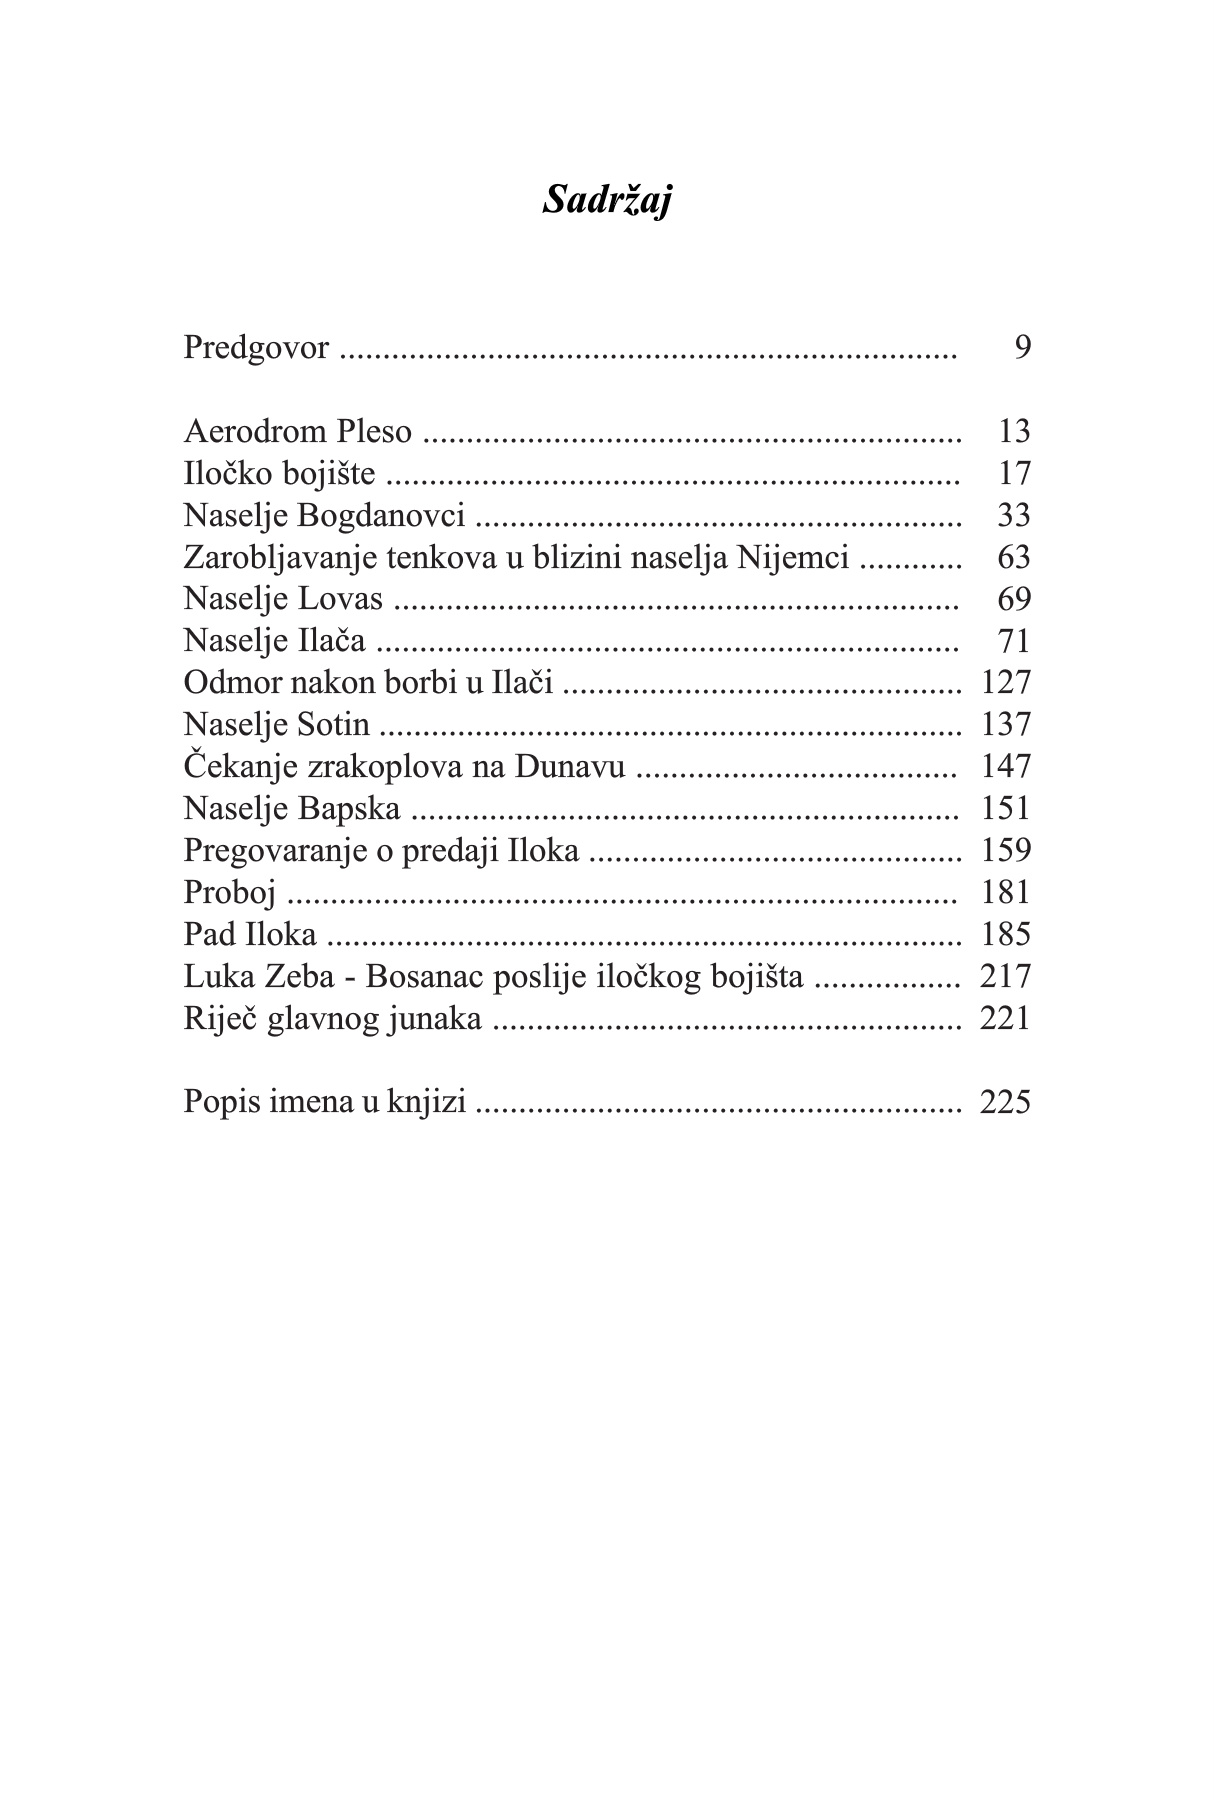 Sadržaj
Predgovor ....................................................................... 9
Aerodrom Pleso .............................................................. 13
Iločko bojište .................................................................. 17
Naselje Bogdanovci ........................................................ 33
Zarobljavanje tenkova u blizini naselja Nijemci ............ 63
Naselje Lovas ................................................................. 69
Naselje Ilača ................................................................... 71
Odmor nakon borbi u Ilači .............................................. 127
Naselje Sotin ................................................................... 137
Čekanje zrakoplova na Dunavu ..................................... 147
Naselje Bapska ............................................................... 151
Pregovaranje o predaji Iloka ........................................... 159
Proboj ............................................................................. 181
Pad Iloka ......................................................................... 185
Luka Zeba - Bosanac poslije iločkog bojišta ................. 217
Riječ glavnog junaka ...................................................... 221
Popis imena u knjizi ........................................................ 225